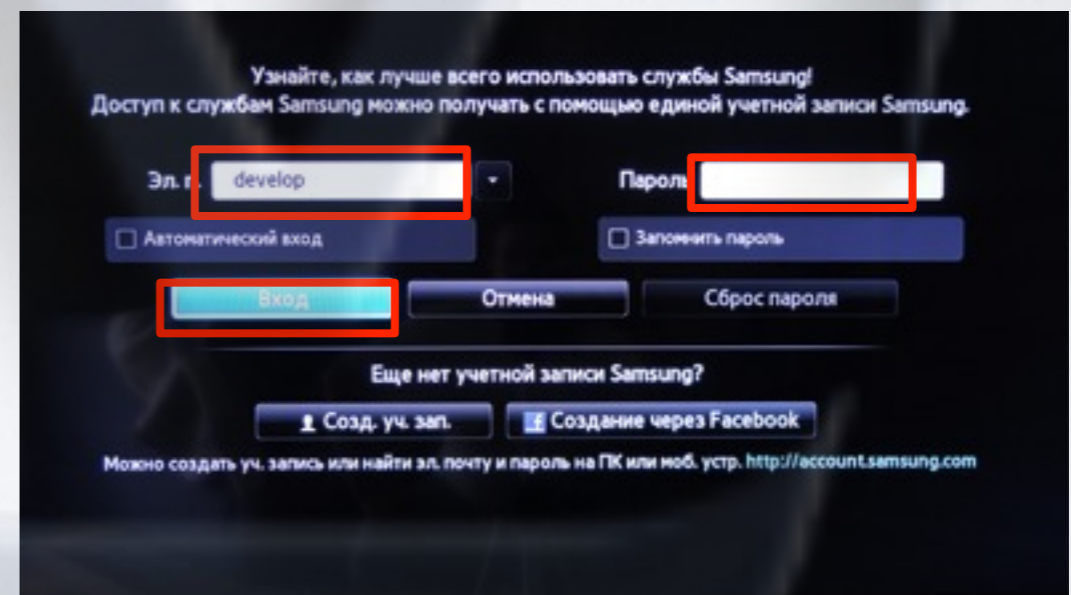 Узнайте, как лучше всего использовать службы Samsung!
Доступ к службам Samsung можно получать с помощью единой учетной записи Samsung.
Эл. п. develop Пароль
Автоматический вход Запомнить пароль
Вход Отмена Сброс пароля
Еще нет учетной записи Samsung?
Созд. уч. зап. f Создание через Facebook
Можно создать уч. запись или найти эл. почту и пароль на ПК или моб. устр. http://account.samsung.com